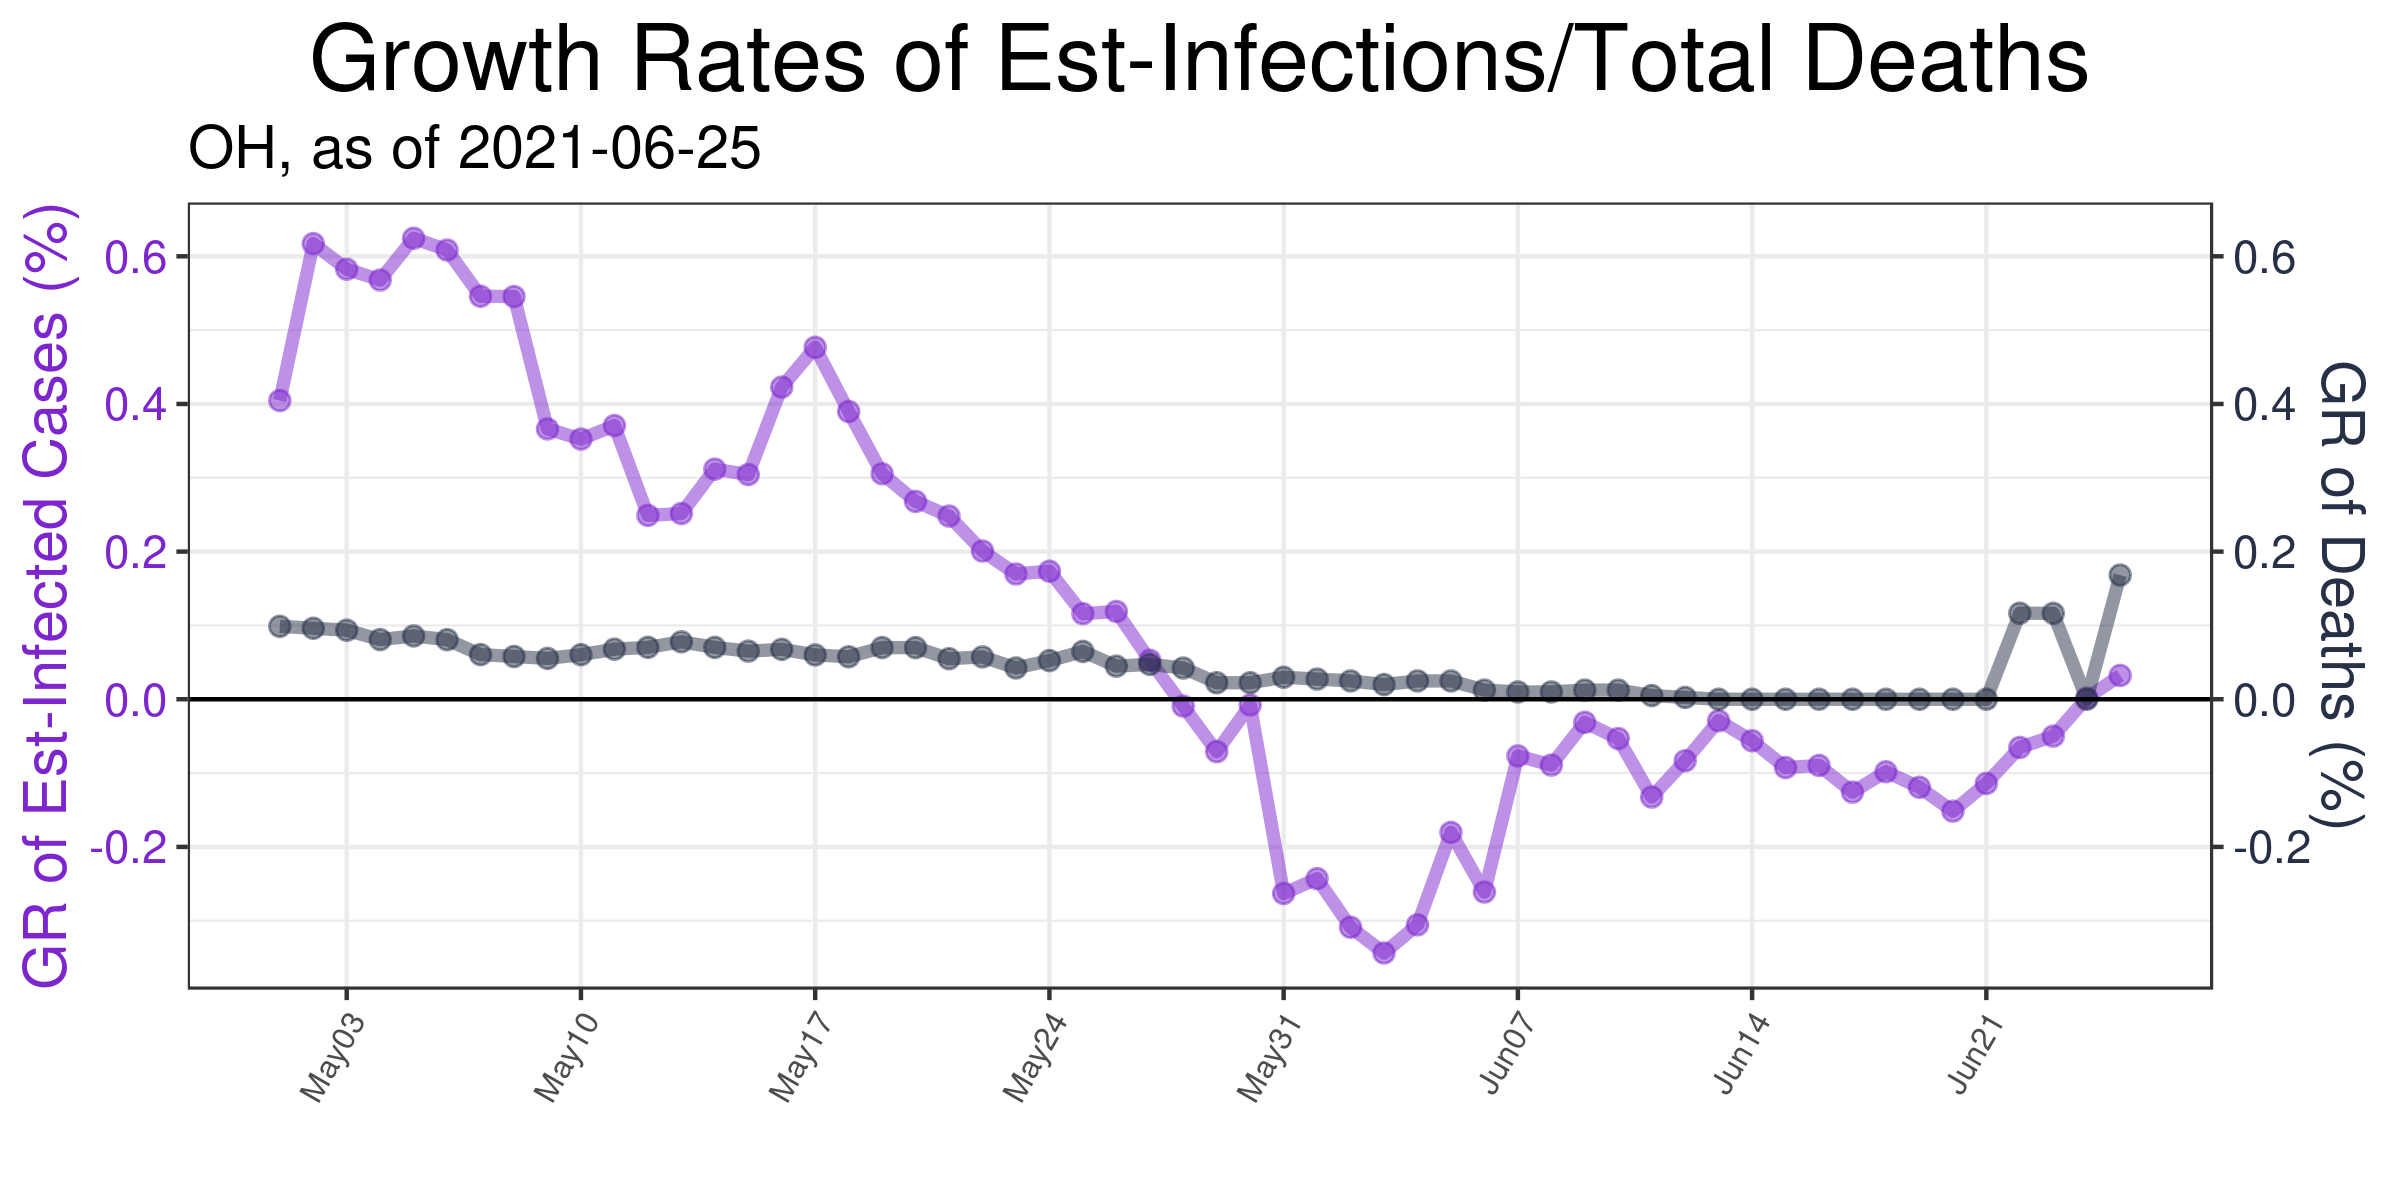 Growth Rates of Est-Infections/Total Deaths
OH, as of 2021-06-25
GR of Est-Infected Cases (%)
0.6
0.4
0.2
0.0
-0.2
0.6
0.4
0.2
0.0
-0.2
GR of Deaths (%)
May03
May10
May17
May24
May31
Jun07
Jun14
Jun21